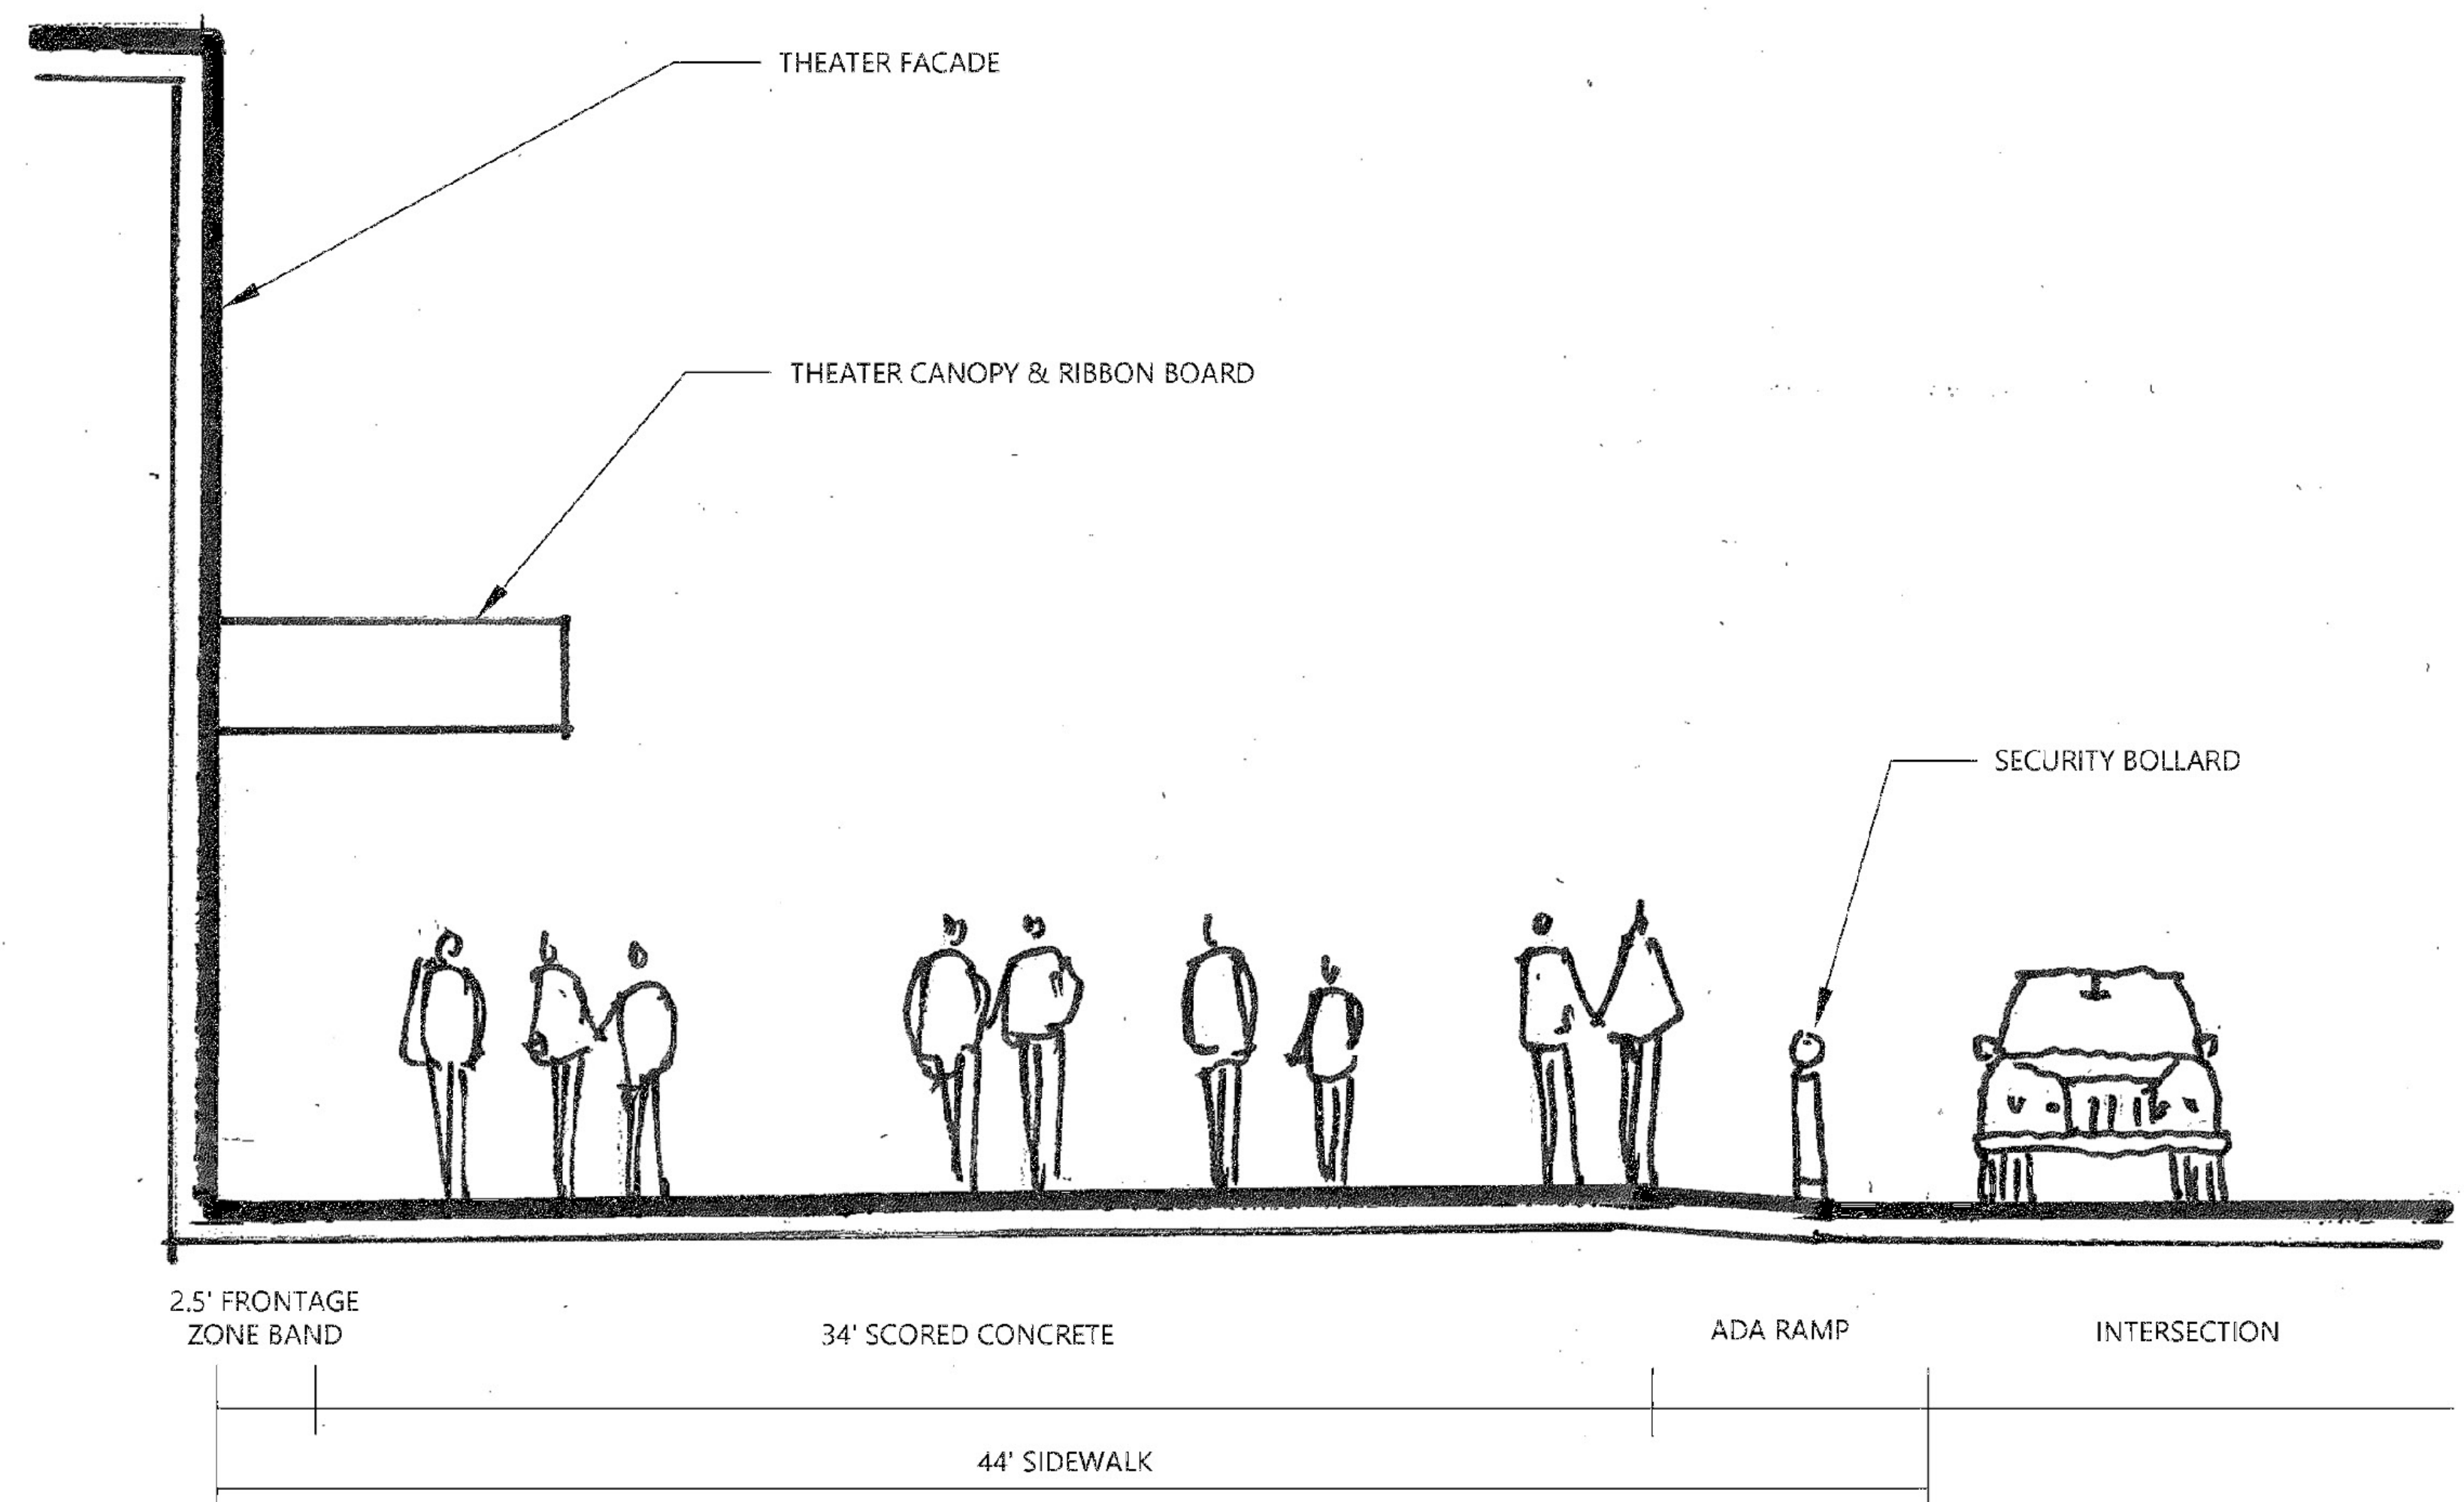 THEATER FACADE
THEATER CANOPY & RIBBON BOARD
SECURITY BOLLARD
2.5' FRONTAGE
ZONE BAND
34' SCORED CONCRETE
ADA RAMP
INTERSECTION
44' SIDEWALK